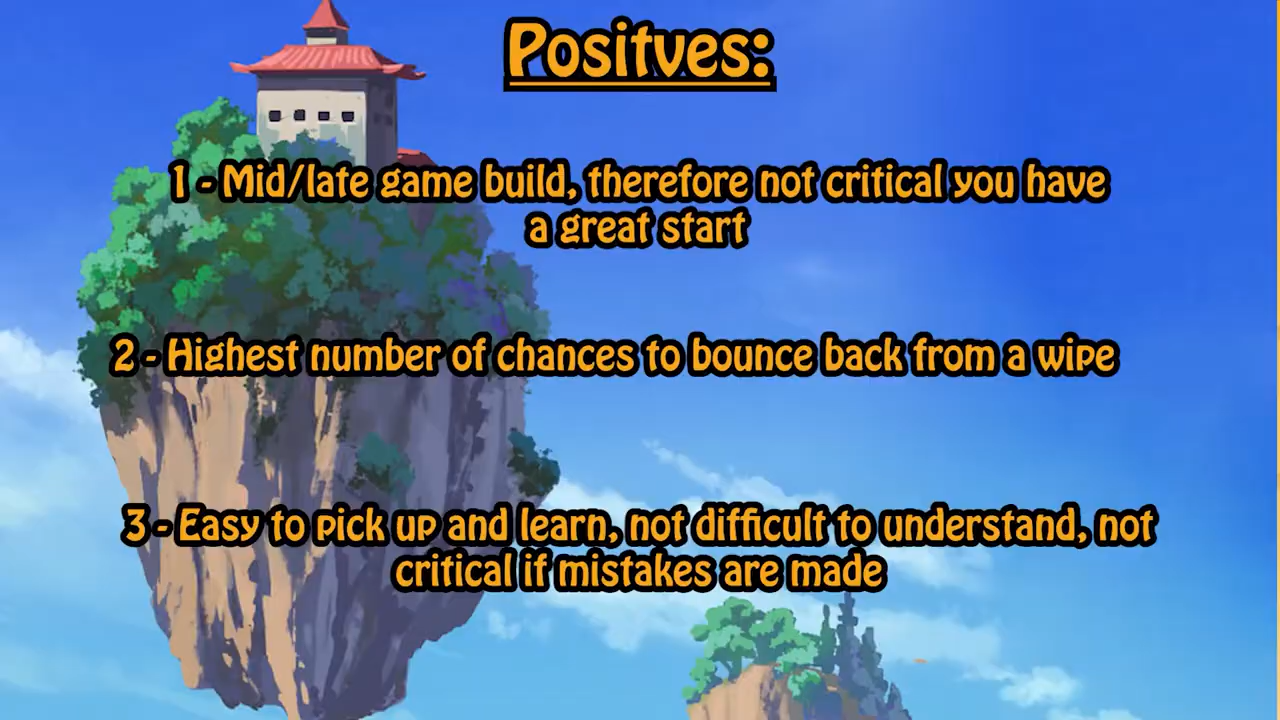 Positves:
1 - Mid/late game build, therefore not critical you have
a great start
2 - Highest number of chances to bounce back from a wipe
3 - Easy to pick up and learn, not difficult to understand, not
critical if mistakes are made